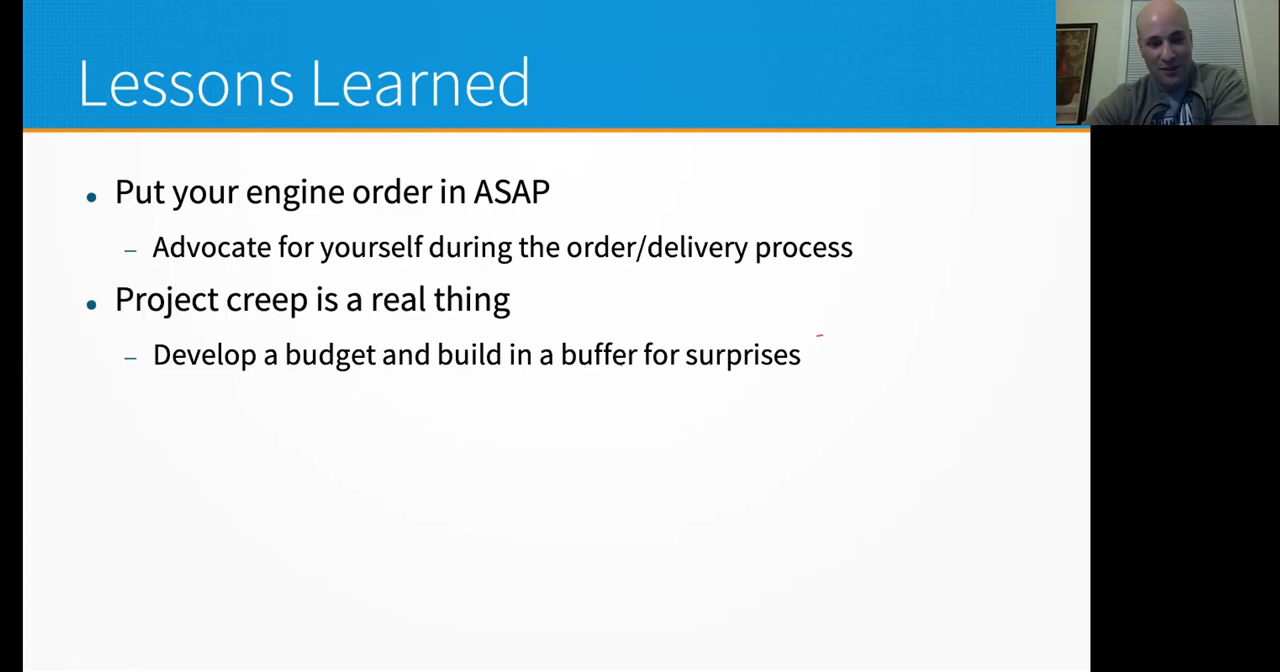 Lessons Learned
Put your engine order in ASAP
– Advocate for yourself during the order/delivery process
Project creep is a real thing
– Develop a budget and build in a buffer for surprises